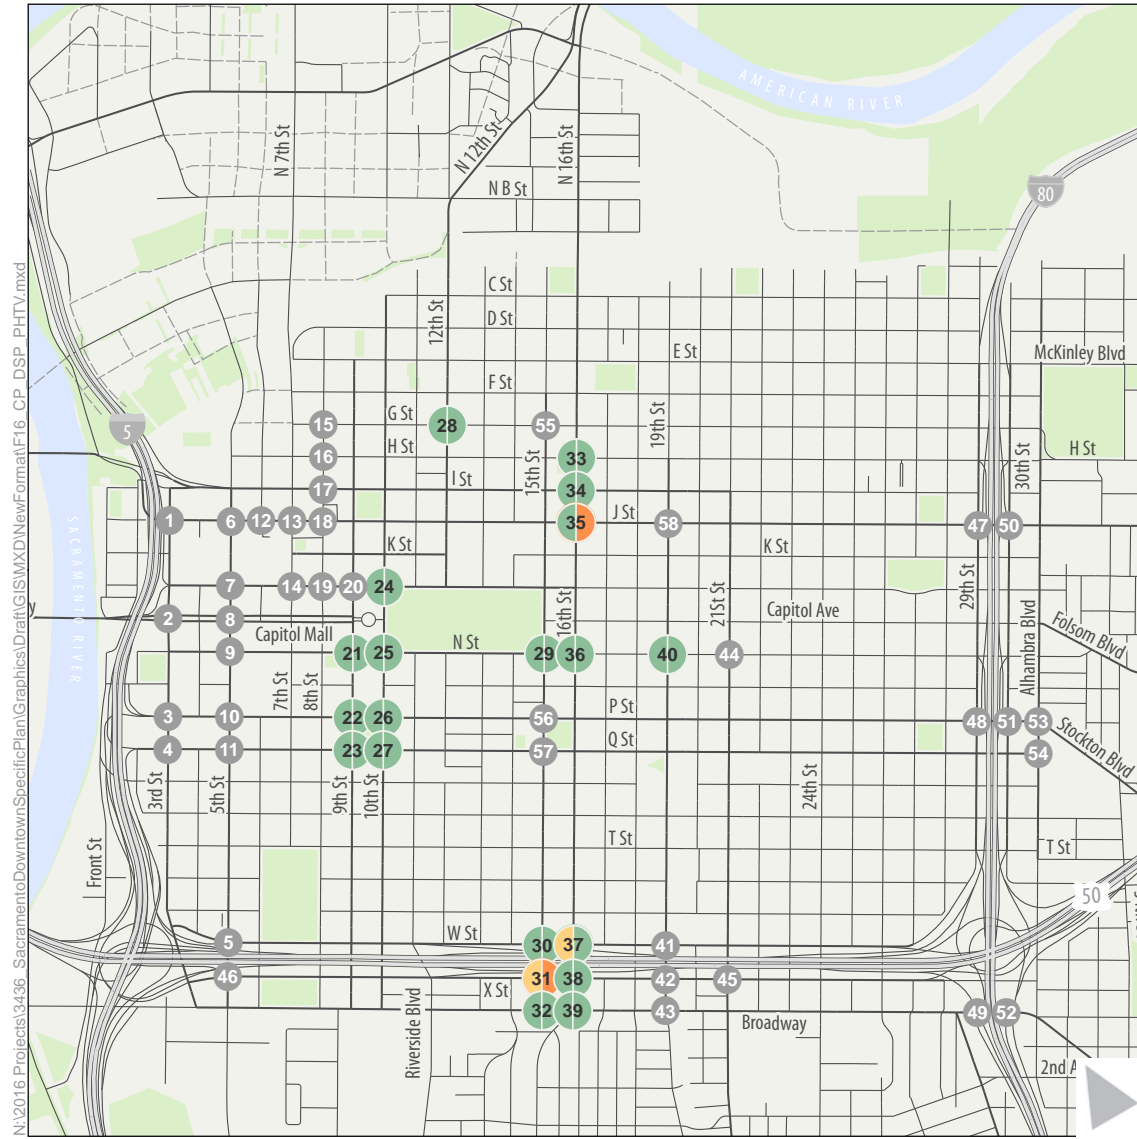 AMERICAN RIVER
N 7th St
N 12th St
N 16th St
80
N B St
C St
D St
12th St
E St
McKinley Blvd
F St
19th St
G St
28
15
55
5
H St
H St
16
33
I St
15th St
30th St
17
34
J St
1
6
12
13
18
35
58
47
50
K St
K St
SACRAMENTO RIVER
7
14
19
20
24
29th St
16th St
21St St
Capitol Ave
2
8
y
Capitol Mall
N St
Folsom Blvd
9
21
25
29
36
40
44
Alhambra Blvd
7th St
8th St
P St
3
10
22
26
56
48
51
53
Q St
Stockton Blvd
4
11
23
27
57
54
3rd St
5th St
9th St
10th St
24th St
T St
T St
Front St
50
W St
5
30
37
41
46
X St
31
38
42
45
32
39
43
Broadway
49
52
Riverside Blvd
2nd A
N:\2016 Projects\3436_SacramentoDowntownSpecificPlan\Graphics\Draft\GIS\MXD\NewFormat\F16_CP_DSP_PHTV.mxd